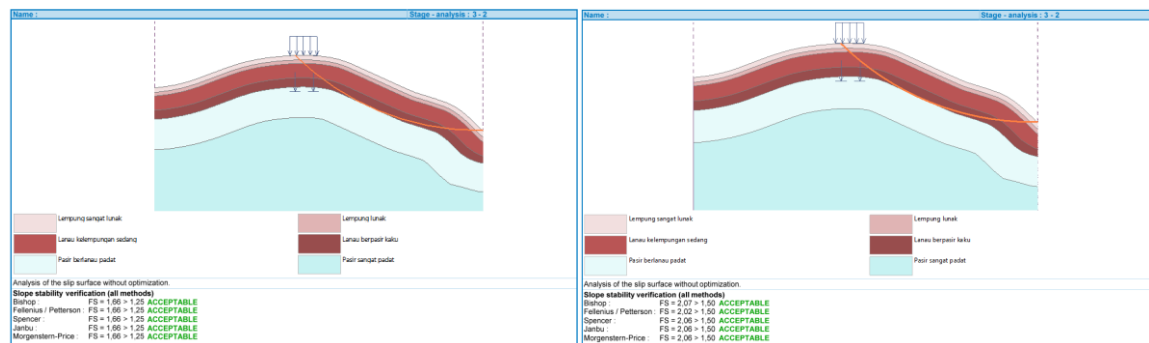 Name : Stage - analysis : 3 - 2
Lempung sangat lunak Lempung lunak
Lanau kelempungan sedang Lanau berpasir kaku
Pasir berlanau padat Pasir sangat padat
Analysis of the slip surface without optimization.
Slope stability verification (all methods)
Bishop : FS = 1,66 > 1,25 ACCEPTABLE
Fellenius / Petterson : FS = 1,66 > 1,25 ACCEPTABLE
Spencer : FS = 1,66 > 1,25 ACCEPTABLE
Janbu : FS = 1,66 > 1,25 ACCEPTABLE
Morgenstern-Price : FS = 1,66 > 1,25 ACCEPTABLE
Name : Stage - analysis : 3 - 2
Lempung sangat lunak Lempung lunak
Lanau kelempungan sedang Lanau berpasir kaku
Pasir berlanau padat Pasir sangat padat
Analysis of the slip surface without optimization.
Slope stability verification (all methods)
Bishop : FS = 2,07 > 1,50 ACCEPTABLE
Fellenius / Petterson : FS = 2,02 > 1,50 ACCEPTABLE
Spencer : FS = 2,06 > 1,50 ACCEPTABLE
Janbu : FS = 2,06 > 1,50 ACCEPTABLE
Morgenstern-Price : FS = 2,06 > 1,50 ACCEPTABLE